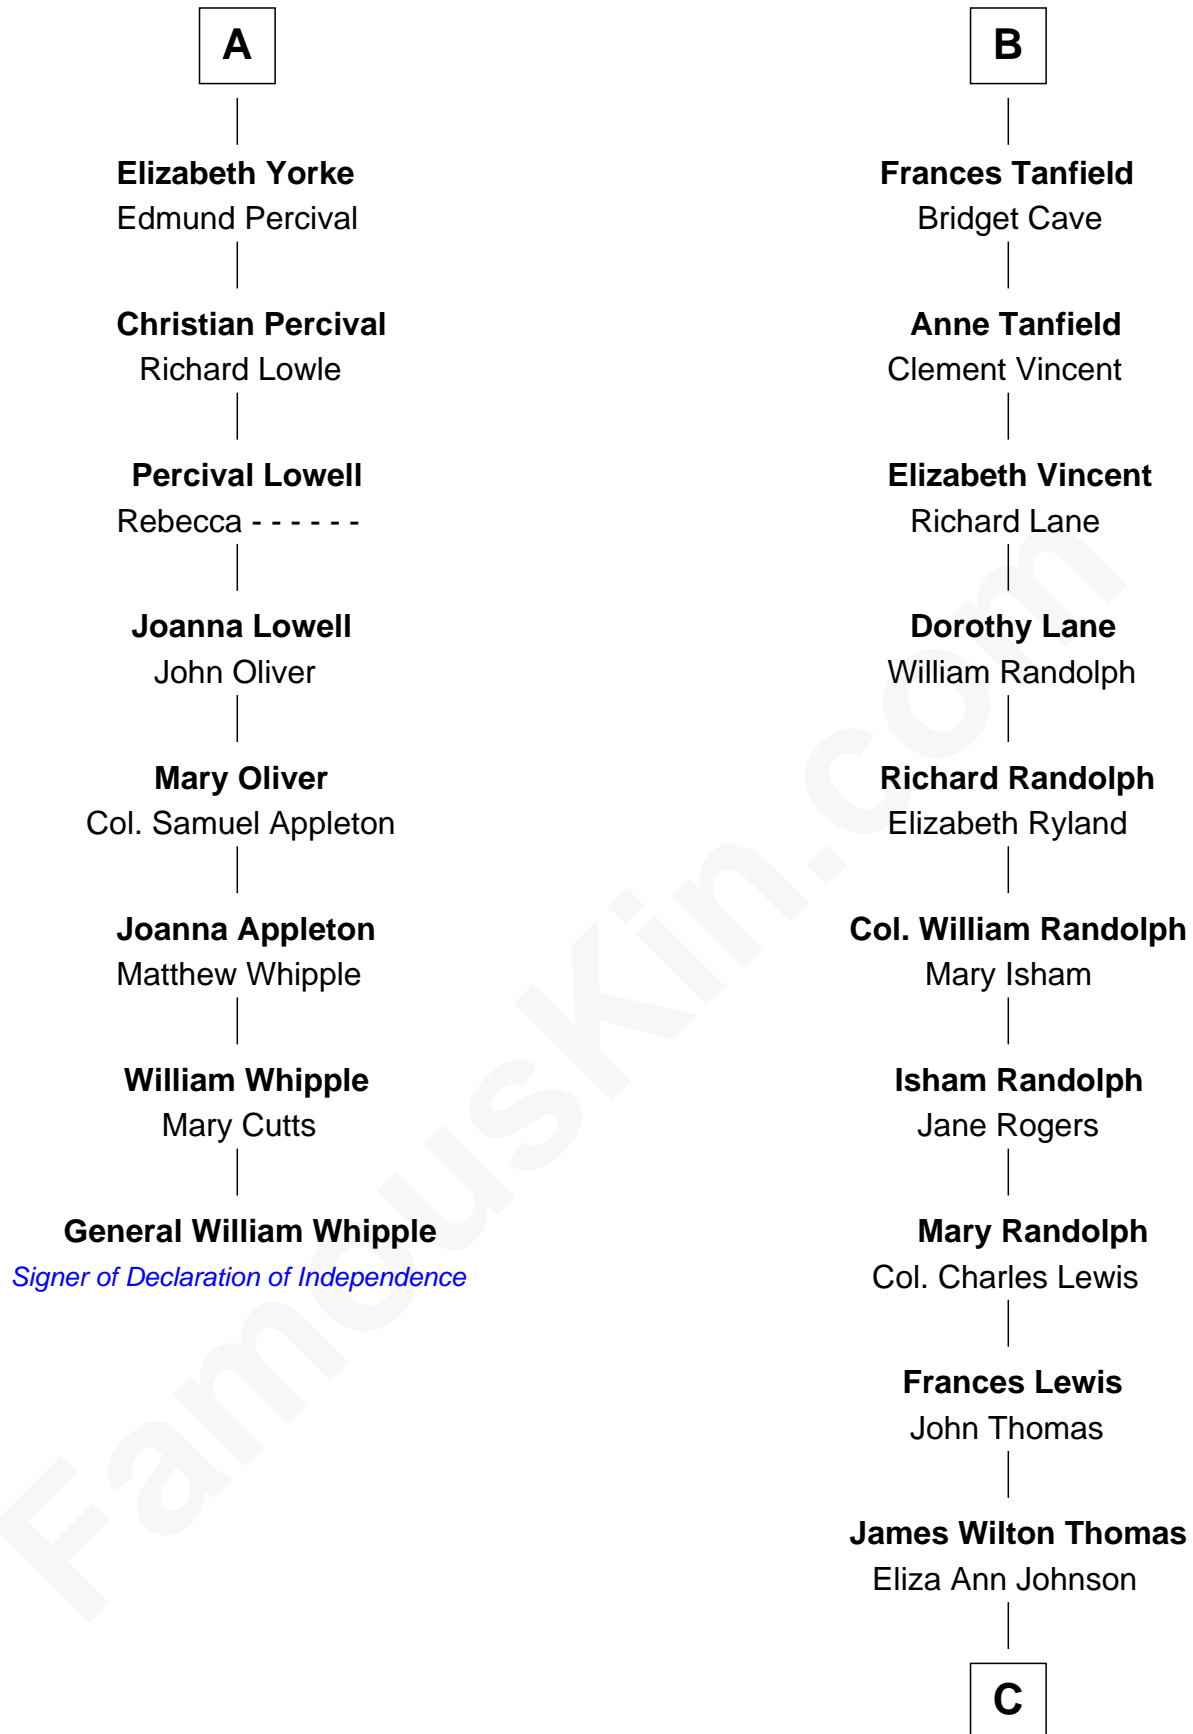 A
Elizabeth Yorke
Edmund Percival
Christian Percival
Richard Lowle
Percival Lowell
Rebecca - - - - - -
Joanna Lowell
John Oliver
Mary Oliver
Col. Samuel Appleton
Joanna Appleton
Matthew Whipple
William Whipple
Mary Cutts
General William Whipple
Signer of Declaration of Independence
B
Frances Tanfield
Bridget Cave
Anne Tanfield
Clement Vincent
Elizabeth Vincent
Richard Lane
Dorothy Lane
William Randolph
Richard Randolph
Elizabeth Ryland
Col. William Randolph
Mary Isham
Isham Randolph
Jane Rogers
Mary Randolph
Col. Charles Lewis
Frances Lewis
John Thomas
James Wilton Thomas
Eliza Ann Johnson
C
FamousKin.com